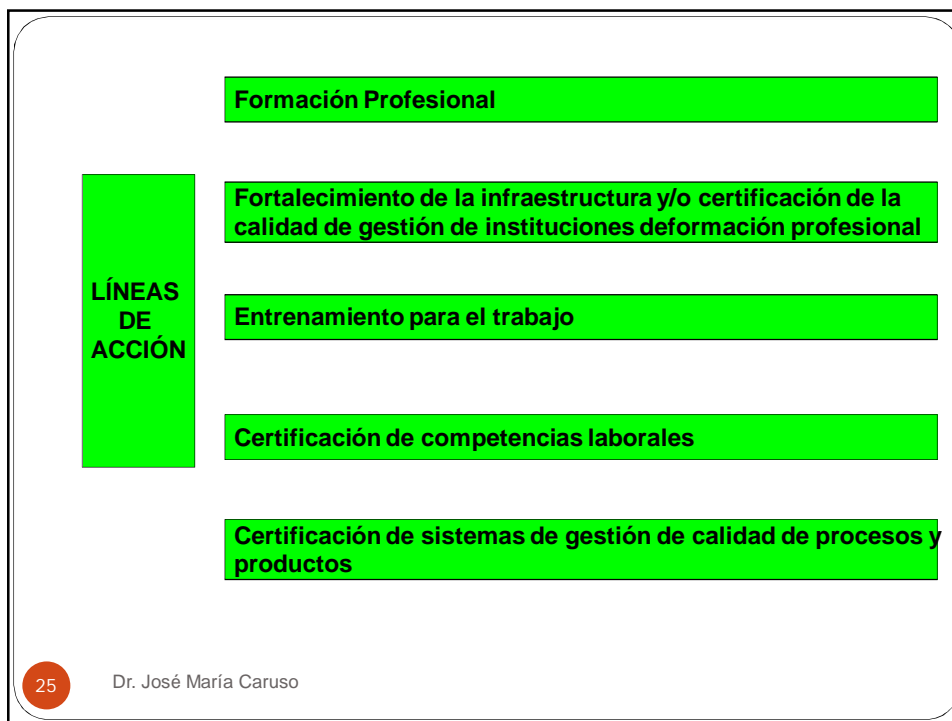 Formación Profesional
Fortalecimiento de la infraestructura y/o certificación de la
calidad de gestión de instituciones deformación profesional
LÍNEAS
DE
ACCIÓN
Entrenamiento para el trabajo
Certificación de competencias laborales
Certificación de sistemas de gestión de calidad de procesos y
productos
25
Dr. José María Caruso